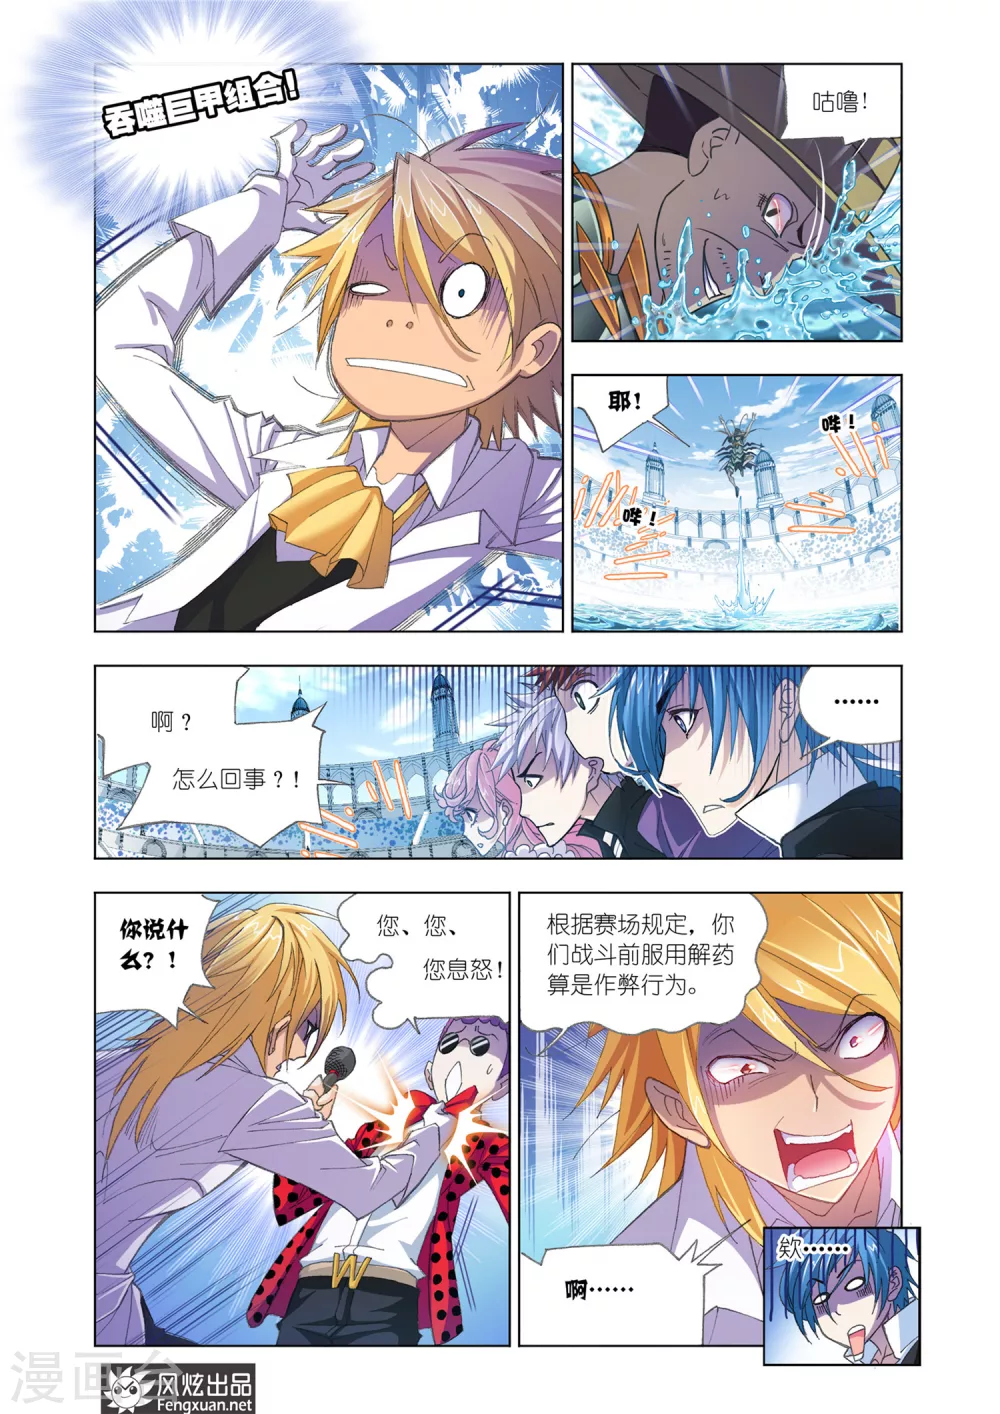 吞噬巨甲组合!
咕噜!
耶!
哗!
哗!
啊?
怎么回事?!
……
你说什
么?!
您、您、
您息怒!
根据赛场规定,你
们战斗前服用解药
算是作弊行为。
啊……
欸……
W
漫画台
风炫出品
Fengxuan.net